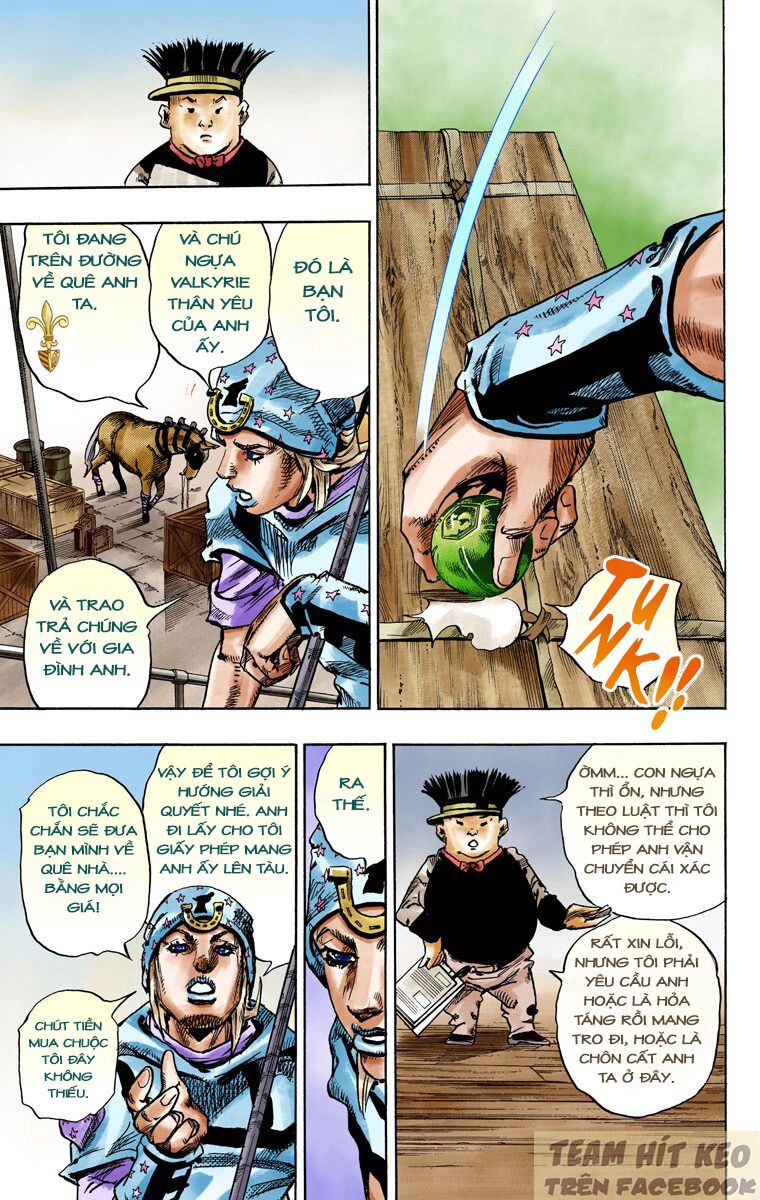 TUNK!!
ĐÓ LÀ
BẠN
TÔI.
VÀ CHÚ
NGỰA
VALKYRIE
THÂN YÊU
CỦA ANH
ẤY.
TÔI ĐANG
TRÊN ĐƯỜNG
VỀ QUÊ ANH
TA.
VÀ TRAO
TRẢ CHÚNG
VỀ VỚI GIA
ĐÌNH ANH.
ỜMM... CON NGỰA
THÌ ỔN, NHƯNG
THEO LUẬT THÌ TÔI
KHÔNG THỂ CHO
PHÉP ANH VẬN
CHUYỂN CÁI XÁC
ĐƯỢC.
RẤT XIN LỖI,
NHƯNG TÔI PHẢI
YÊU CẦU ANH
HOẶC LÀ HỎA
TÁNG RỒI MANG
TRO ĐI, HOẶC LÀ
CHÔN CẤT ANH
TA Ở ĐÂY.
RA
THẾ.
VẬY ĐỂ TÔI GỢI Ý
HƯỚNG GIẢI
QUYẾT NHÉ. ANH
ĐI LẤY CHO TÔI
GIẤY PHÉP MANG
ANH ẤY LÊN TÀU.
TÔI CHẮC
CHẮN SẼ ĐƯA
BẠN MÌNH VỀ
QUÊ NHÀ....
BẰNG MỌI
GIÁ!
CHÚT TIỀN
MUA CHUỘC
TÔI ĐÂY
KHÔNG
THIẾU.
TEAM HÍT KEO
TRÊN FACEBOOK